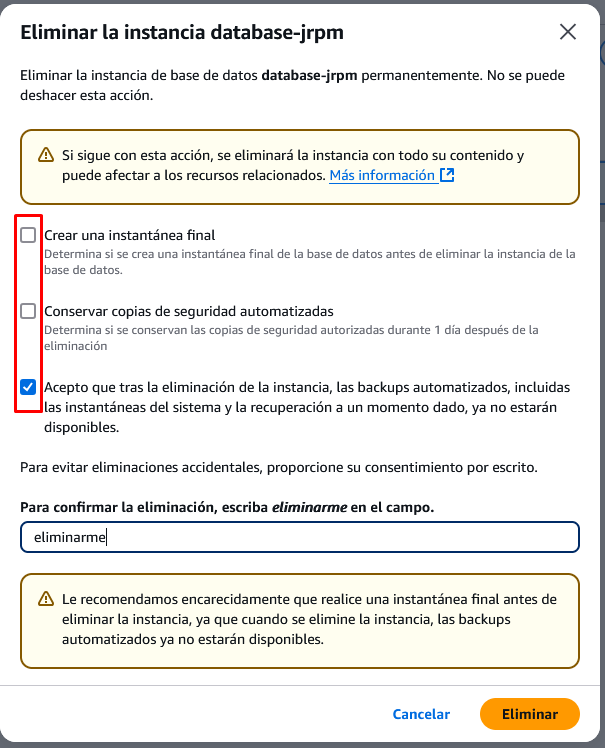 Eliminar la instancia database-jrpm
Eliminar la instancia de base de datos database-jrpm permanentemente. No se puede
deshacer esta acción.
Si sigue con esta acción, se eliminará la instancia con todo su contenido y
puede afectar a los recursos relacionados. Más información
Crear una instantánea final
Determina si se crea una instantánea final de la base de datos antes de eliminar la instancia de la
base de datos.
Conservar copias de seguridad automatizadas
Determina si se conservan las copias de seguridad autorizadas durante 1 día después de la
eliminación
Acepto que tras la eliminación de la instancia, las backups automatizados, incluidas
las instantáneas del sistema y la recuperación a un momento dado, ya no estarán
disponibles.
Para evitar eliminaciones accidentales, proporcione su consentimiento por escrito.
Para confirmar la eliminación, escriba eliminarme en el campo.
eliminarme
Le recomendamos encarecidamente que realice una instantánea final antes de
eliminar la instancia, ya que cuando se elimine la instancia, las backups
automatizados ya no estarán disponibles.
Cancelar
Eliminar